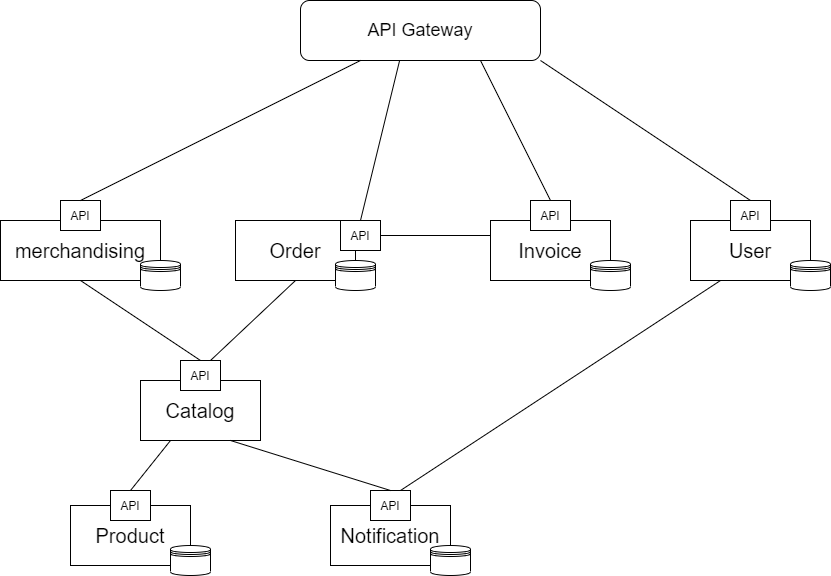 API Gateway
API
API
API
API
merchandising
Order
Invoice
User
API
Catalog
API
API
Product
Notification